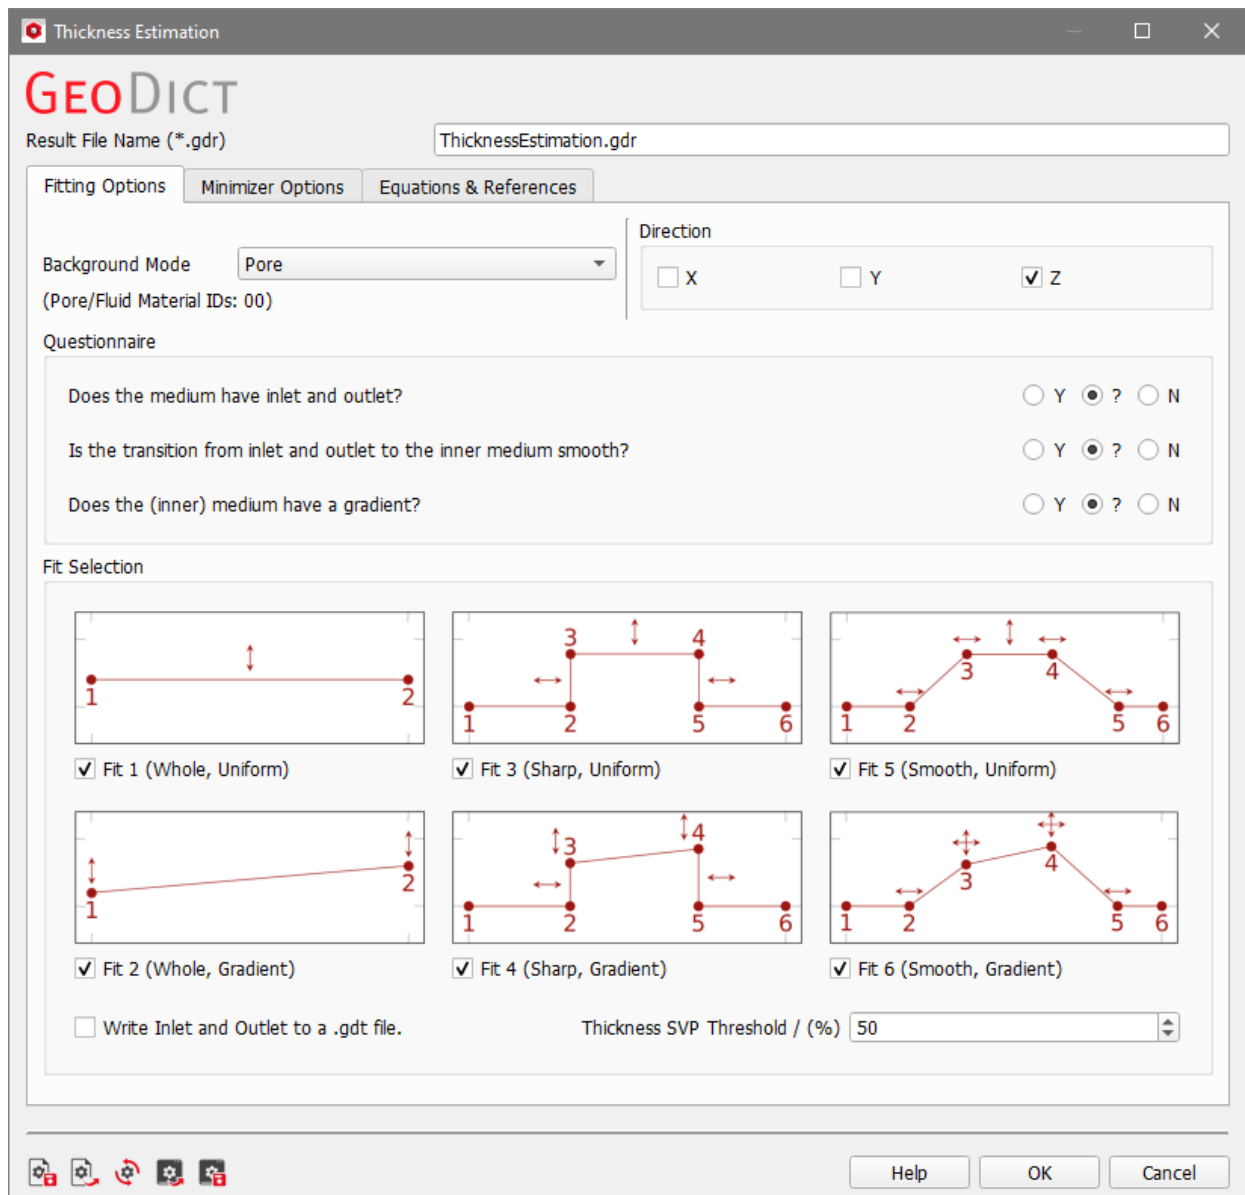 Thickness Estimation
GEODICT
Result File Name (*.gdr)
ThicknessEstimation.gdr
Fitting Options
Minimizer Options
Equations & References
Background Mode
Pore
(Pore/Fluid Material IDs: 00)
Direction
X
Y
Z
Questionnaire
Does the medium have inlet and outlet?
Y ? N
Is the transition from inlet and outlet to the inner medium smooth?
Y ? N
Does the (inner) medium have a gradient?
Y ? N
Fit Selection
1 2
3 4
1 2 5 6
3 4
1 2 5 6
Fit 1 (Whole, Uniform)
Fit 3 (Sharp, Uniform)
Fit 5 (Smooth, Uniform)
1 2
3 4
1 2 5 6
3 4
1 2 5 6
Fit 2 (Whole, Gradient)
Fit 4 (Sharp, Gradient)
Fit 6 (Smooth, Gradient)
Write Inlet and Outlet to a .gdt file.
Thickness SVP Threshold / (%)
50
Help
OK
Cancel